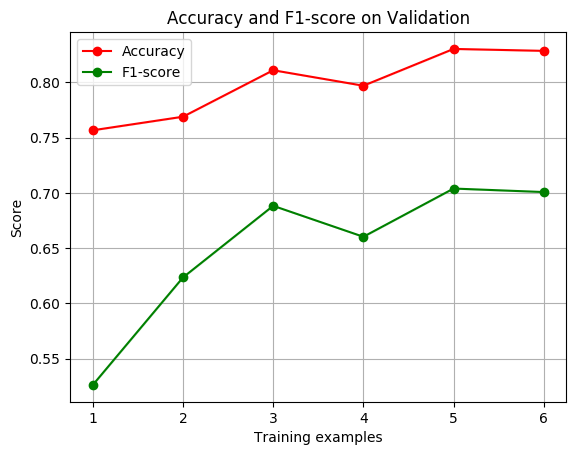 Accuracy and F1-score on Validation
Accuracy
F1-score
0.80
0.75
0.70
0.65
0.60
0.55
Score
1 2 3 4 5 6
Training examples